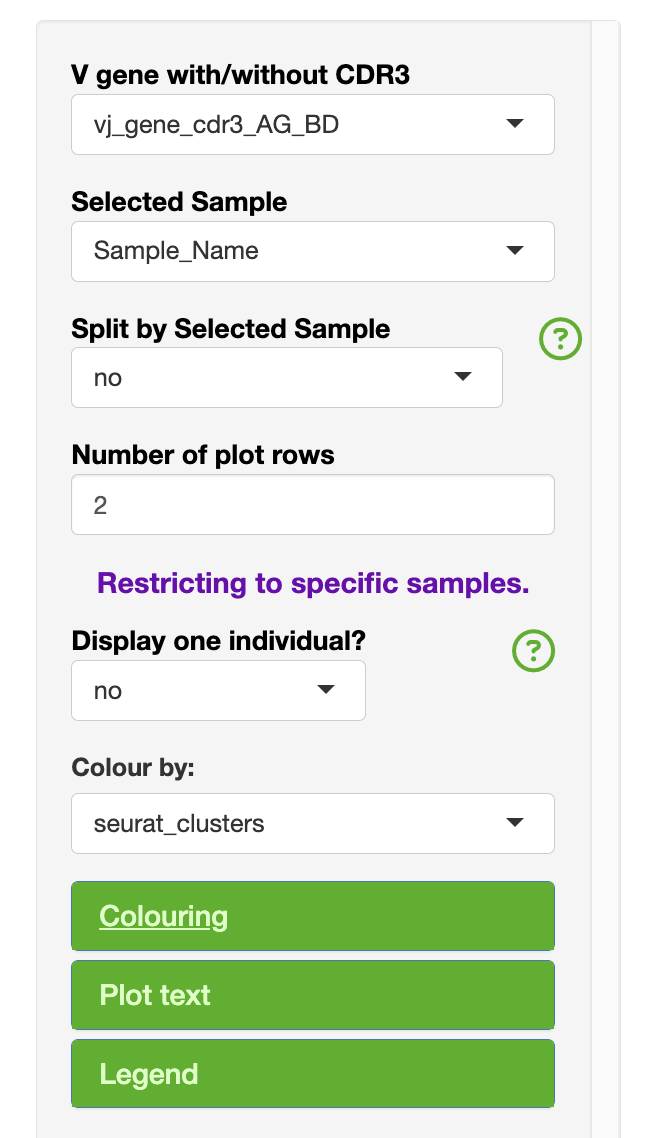 V gene with/without CDR3
vj_gene_cdr3_AG_BD
Selected Sample
Sample_Name
Split by Selected Sample
?
no
Number of plot rows
2
Restricting to specific samples.
Display one individual?
?
no
Colour by:
seurat_clusters
Colouring
Plot text
Legend